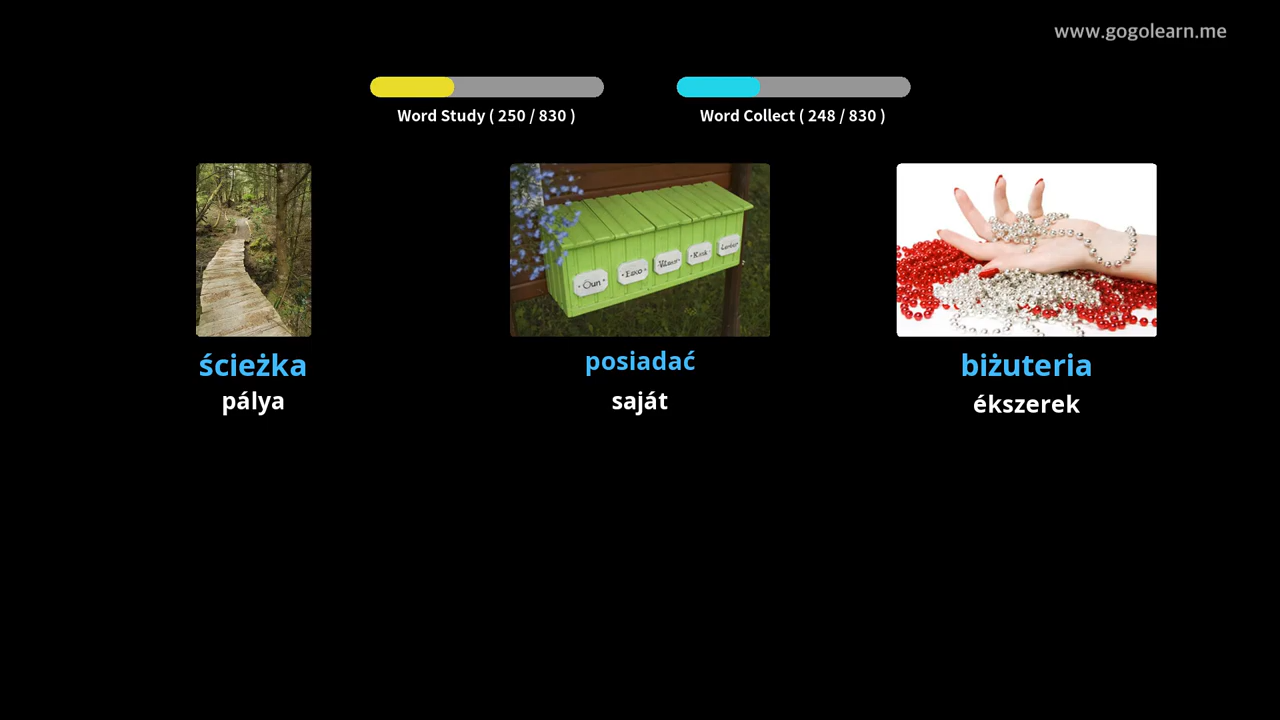 www.gogolearn.me
Word Study ( 250 / 830 )
Word Collect ( 248 / 830 )
ścieżka
pálya
posiadać
saját
biżuteria
ékszerek